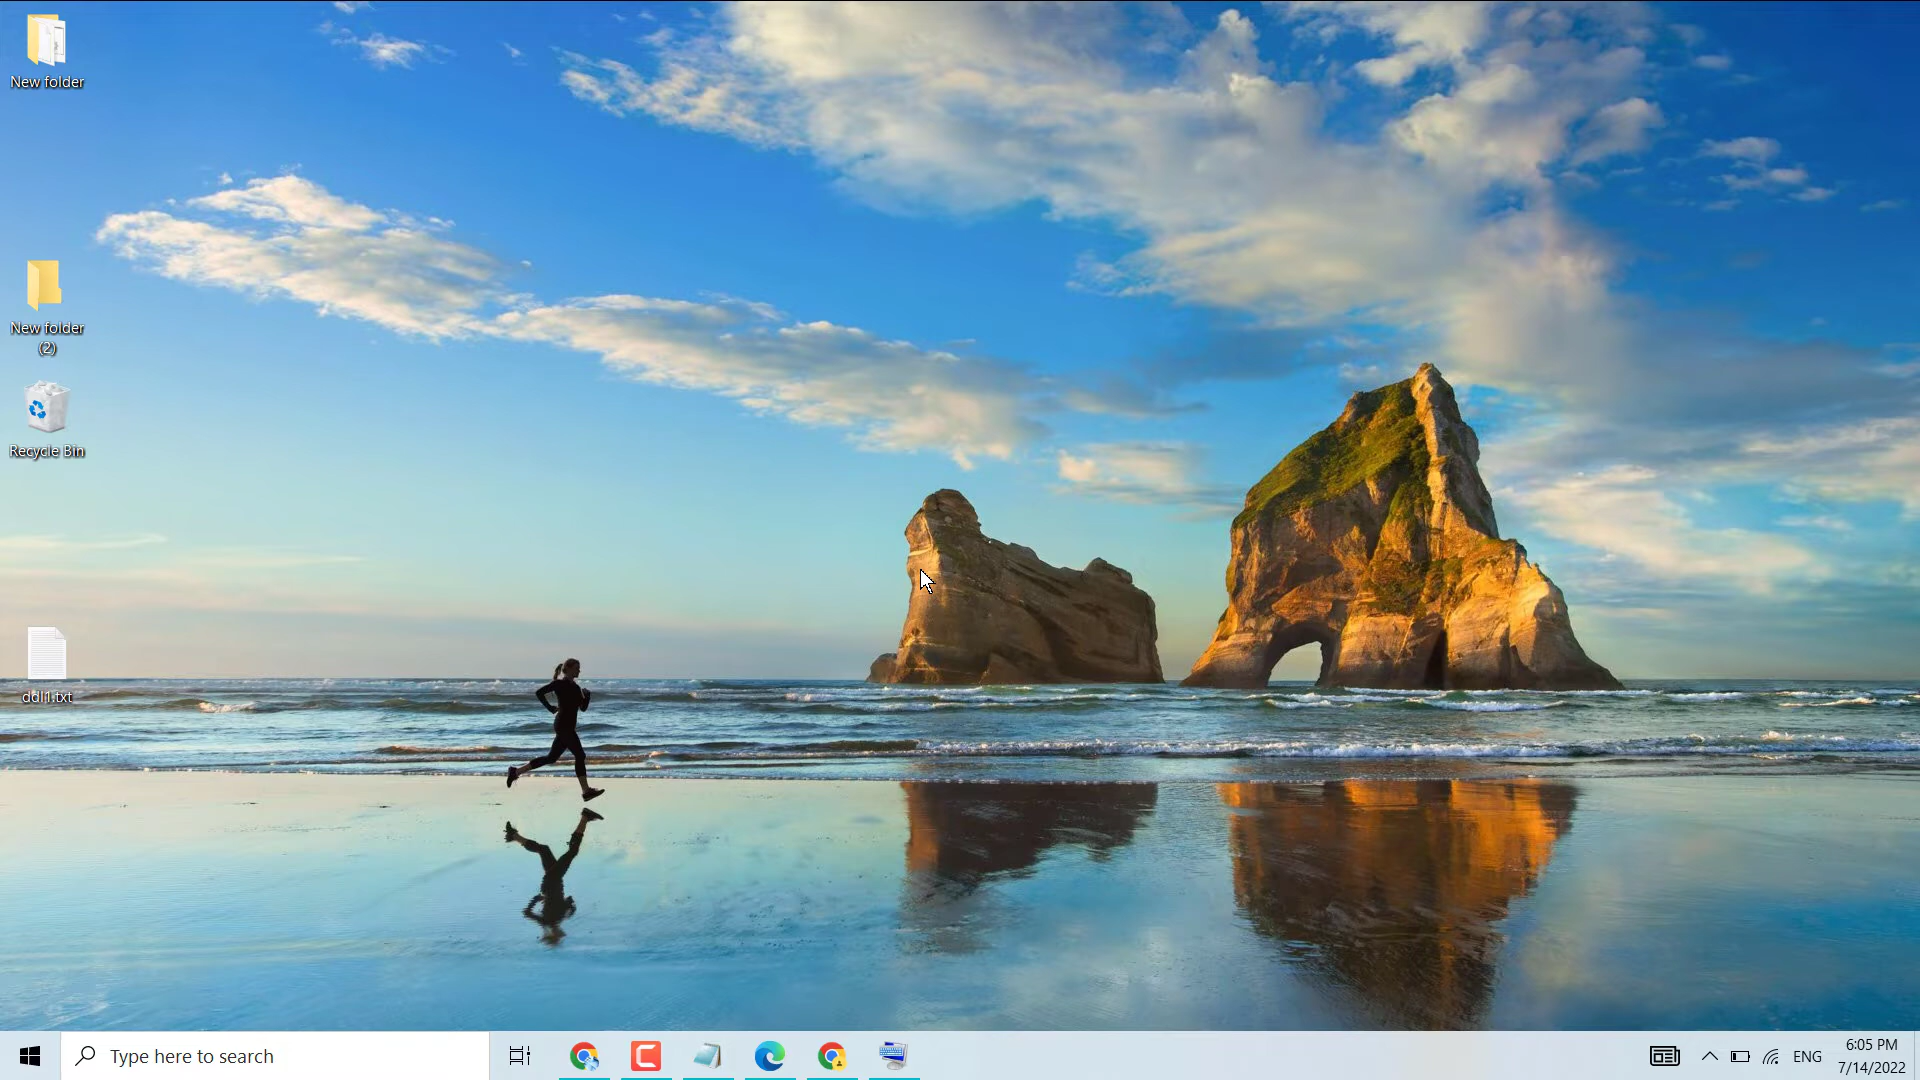 New folder
New folder
(2)
Recycle Bin
ddl1.txt
Type here to search
ENG
6:05 PM
7/14/2022